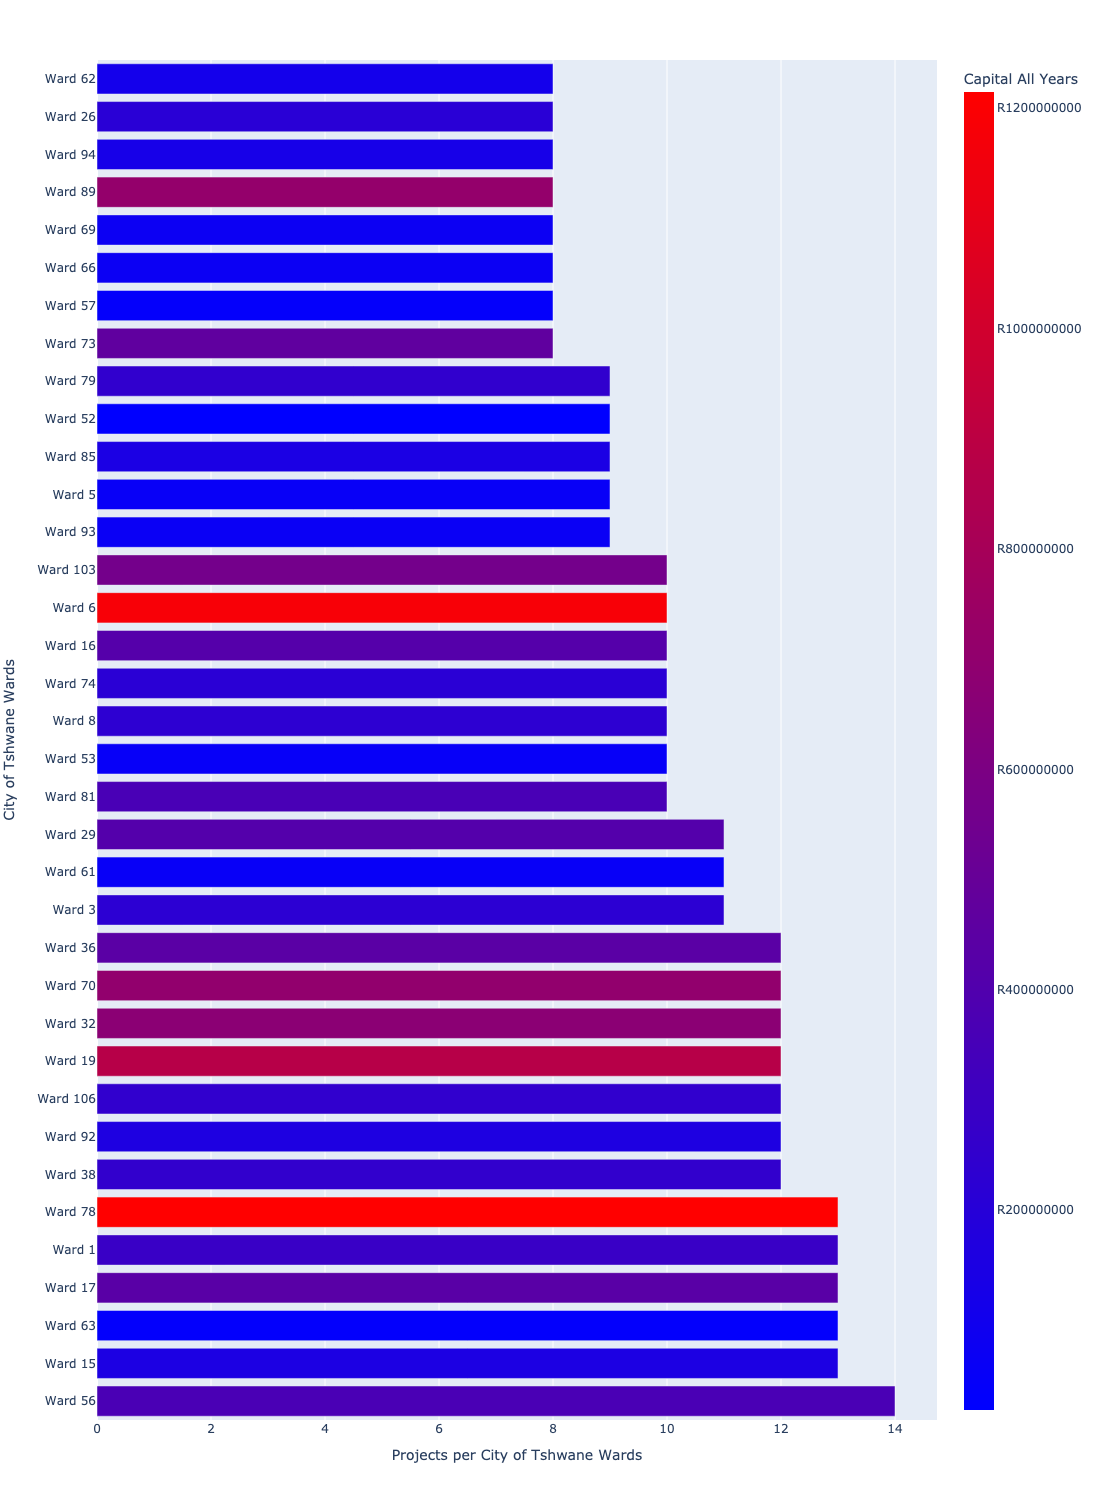 Capital All Years
R1200000000
R1000000000
R800000000
R600000000
R400000000
R200000000
City of Tshwane Wards
Ward 62
Ward 26
Ward 94
Ward 89
Ward 69
Ward 66
Ward 57
Ward 73
Ward 79
Ward 52
Ward 85
Ward 5
Ward 93
Ward 103
Ward 6
Ward 16
Ward 74
Ward 8
Ward 53
Ward 81
Ward 29
Ward 61
Ward 3
Ward 36
Ward 70
Ward 32
Ward 19
Ward 106
Ward 92
Ward 38
Ward 78
Ward 1
Ward 17
Ward 63
Ward 15
Ward 56
0 2 4 6 8 10 12 14
Projects per City of Tshwane Wards